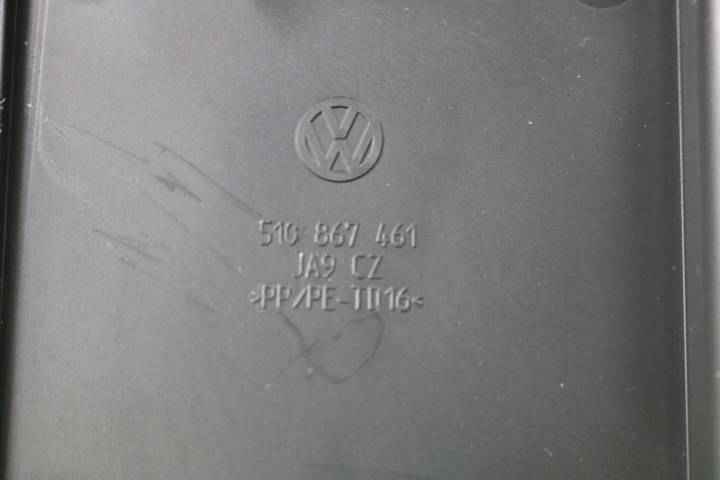 510 867 461
JA9 CZ
>PP/PE-TD16<